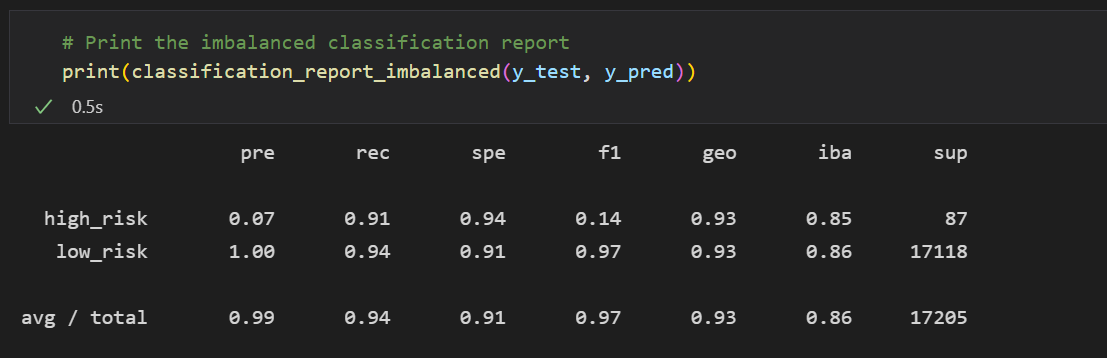 # Print the imbalanced classification report
print(classification_report_imbalanced(y_test, y_pred))
0.5s
pre rec spe f1 geo iba sup
high_risk 0.07 0.91 0.94 0.14 0.93 0.85 87
low_risk 1.00 0.94 0.91 0.97 0.93 0.86 17118
avg / total 0.99 0.94 0.91 0.97 0.93 0.86 17205